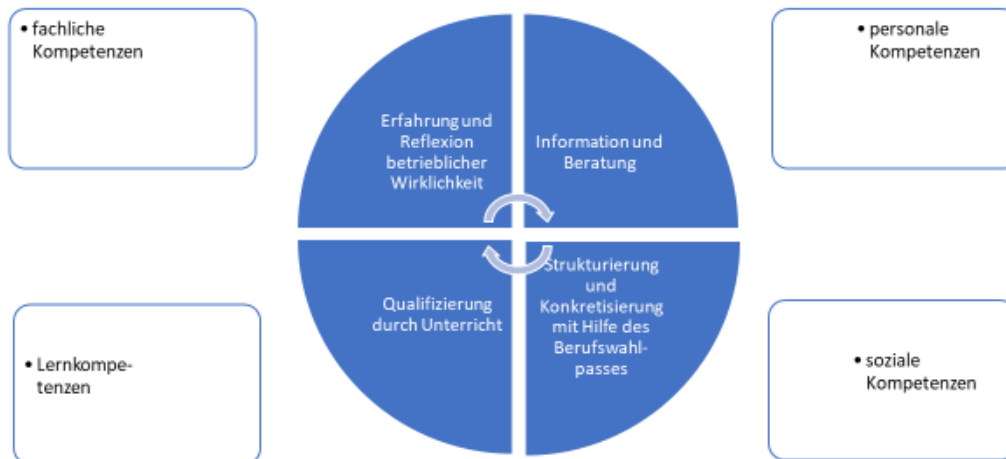 • fachliche
Kompetenzen
• personale
Kompetenzen
Erfahrung und
Reflexion
betrieblicher
Wirklichkeit
Information und
Beratung
Qualifizierung
durch Unterricht
Strukturierung
und
Konkretisierung
mit Hilfe des
Berufswahl-
passes
• Lernkompe-
tenzen
• soziale
Kompetenzen